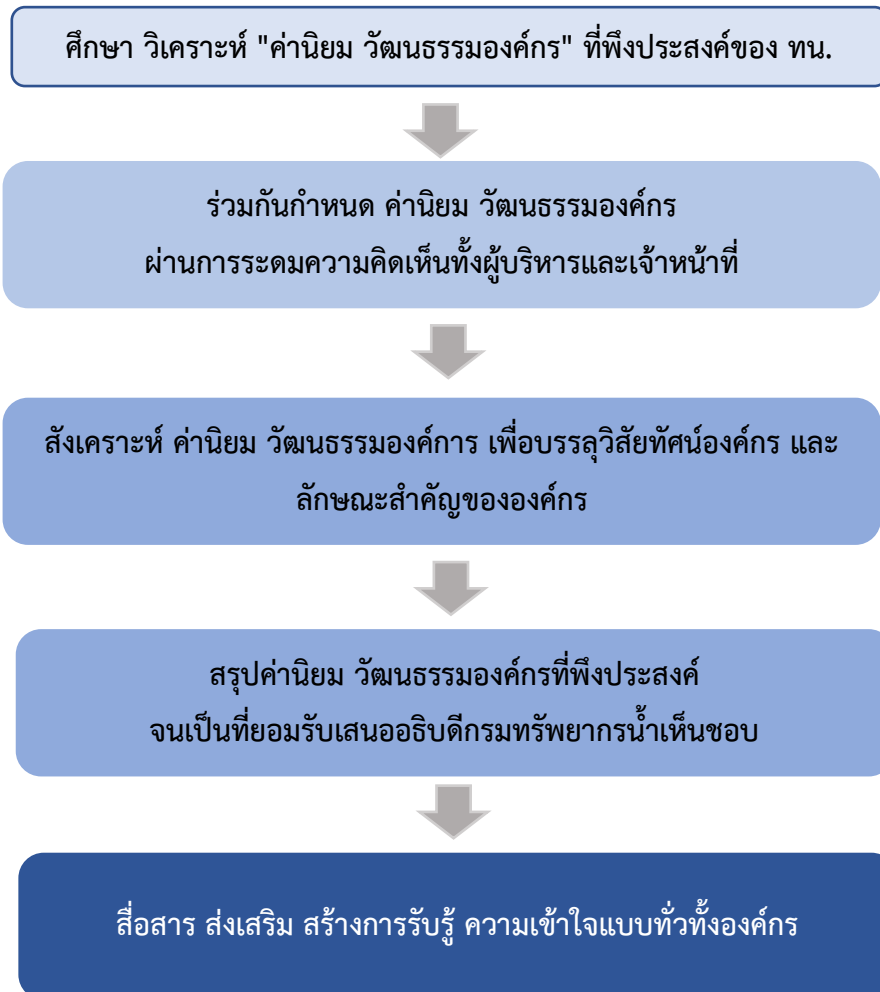 ศึกษา วิเคราะห์ "ค่านิยม วัฒนธรรมองค์กร" ที่พึงประสงค์ของ ทน.
ร่วมกันกำหนด ค่านิยม วัฒนธรรมองค์กร
ผ่านการระดมความคิดเห็นทั้งผู้บริหารและเจ้าหน้าที่
สังเคราะห์ ค่านิยม วัฒนธรรมองค์การ เพื่อบรรลุวิสัยทัศน์องค์กร และ
ลักษณะสำคัญขององค์กร
สรุปค่านิยม วัฒนธรรมองค์กรที่พึงประสงค์
จนเป็นที่ยอมรับเสนออธิบดีกรมทรัพยากรน้ำเห็นชอบ
สื่อสาร ส่งเสริม สร้างการรับรู้ ความเข้าใจแบบทั่วทั้งองค์กร